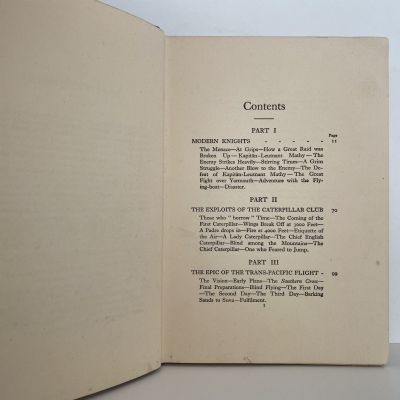 Contents
PART I
Page
MODERN KNIGHTS - - - - - 11
The Menace—At Grips—How a Great Raid was
Broken Up—Kapitän-Leutnant Mathy—The
Enemy Strikes Heavily—Stirring Times—A Grim
Struggle—Another Blow to the Enemy—The De-
feat of Kapitän-Leutnant Mathy—The Great
Fight over Yarmouth—Adventure with the Fly-
ing-boat—Disaster.
PART II
THE EXPLOITS OF THE CATERPILLAR CLUB 70
Those who "borrow" Time—The Coming of the
First Caterpillar—Wings Break Off at 3000 Feet—
A Padre drops in—Fire at 4000 Feet—Etiquette of
the Air—A Lady Caterpillar—The Chief English
Caterpillar—Blind among the Mountains—The
Chief Caterpillar—One who Feared to Jump.
PART III
THE EPIC OF THE TRANS-PACIFIC FLIGHT - 99
The Vision—Early Plans—The Southern Cross—
Final Preparations—Blind Flying—The First Day
—The Second Day—The Third Day—Barking
Sands to Suva—Fulfilment.